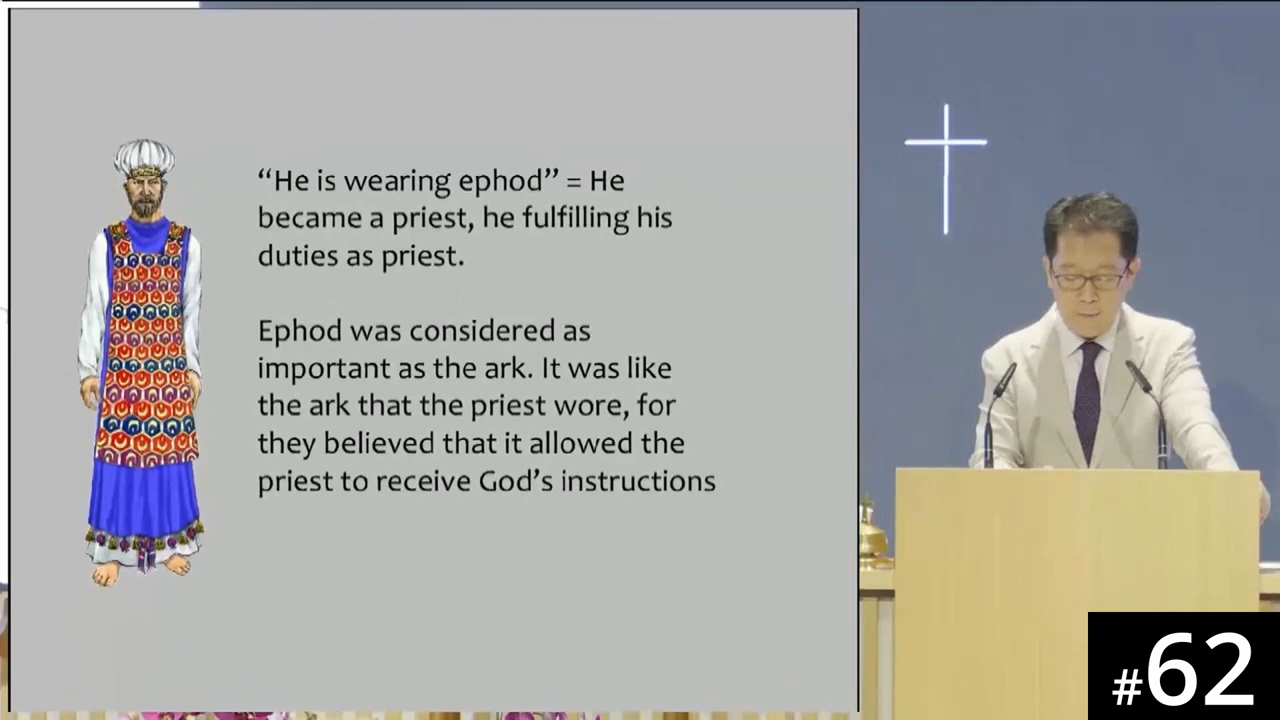 “He is wearing ephod” = He
became a priest, he fulfilling his
duties as priest.
Ephod was considered as
important as the ark. It was like
the ark that the priest wore, for
they believed that it allowed the
priest to receive God’s instructions
#62